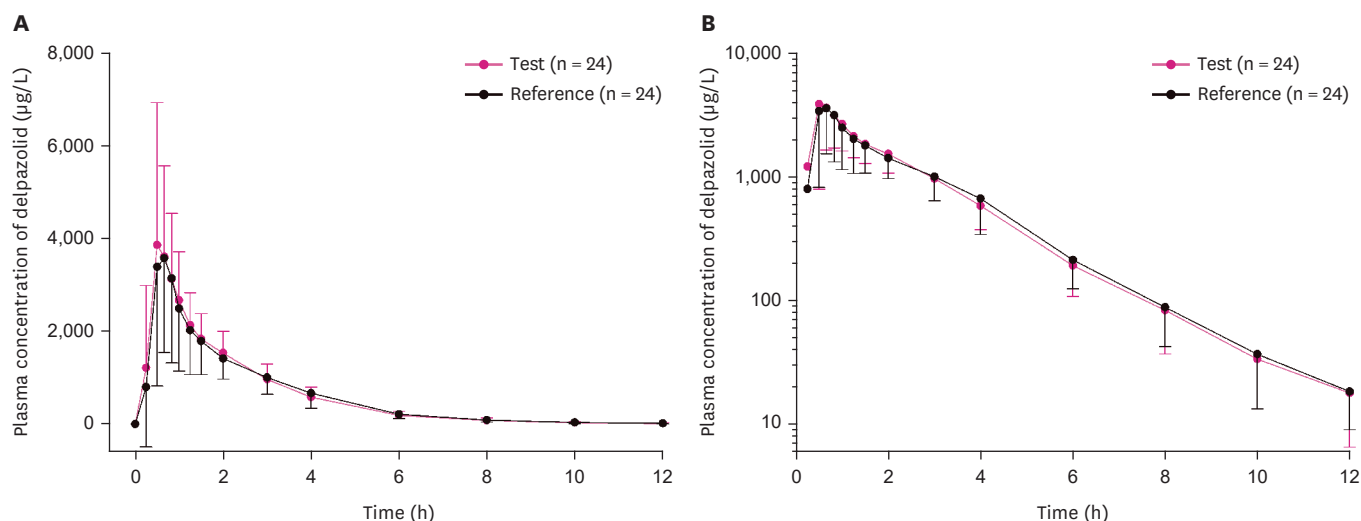 A
Plasma concentration of delpazolid (µg/L)
8,000
6,000
4,000
2,000
0
Test (n = 24)
Reference (n = 24)
0 2 4 6 8 10 12
Time (h)
B
Plasma concentration of delpazolid (µg/L)
10,000
1,000
100
10
Test (n = 24)
Reference (n = 24)
0 2 4 6 8 10 12
Time (h)